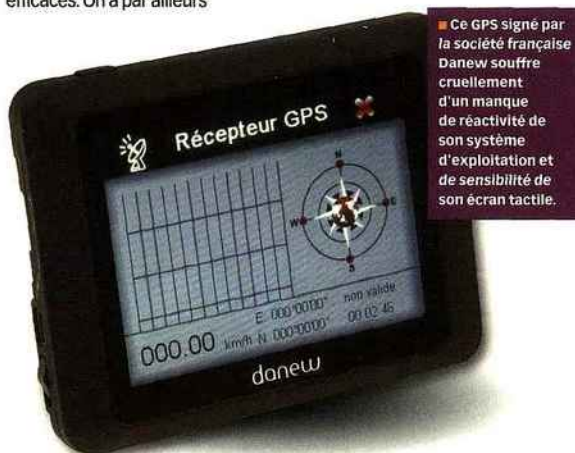 efficaces. On a par ailleurs
■ Ce GPS signé par
la société française
Danew souffre
cruellement
d'un manque
de réactivité de
son système
d'exploitation et
de sensibilité de
son écran tactile.
Récepteur GPS
N
W E
S
E 000°00'00" non valide
000.00 km/h N 000°00'00" 00:02:46
danew